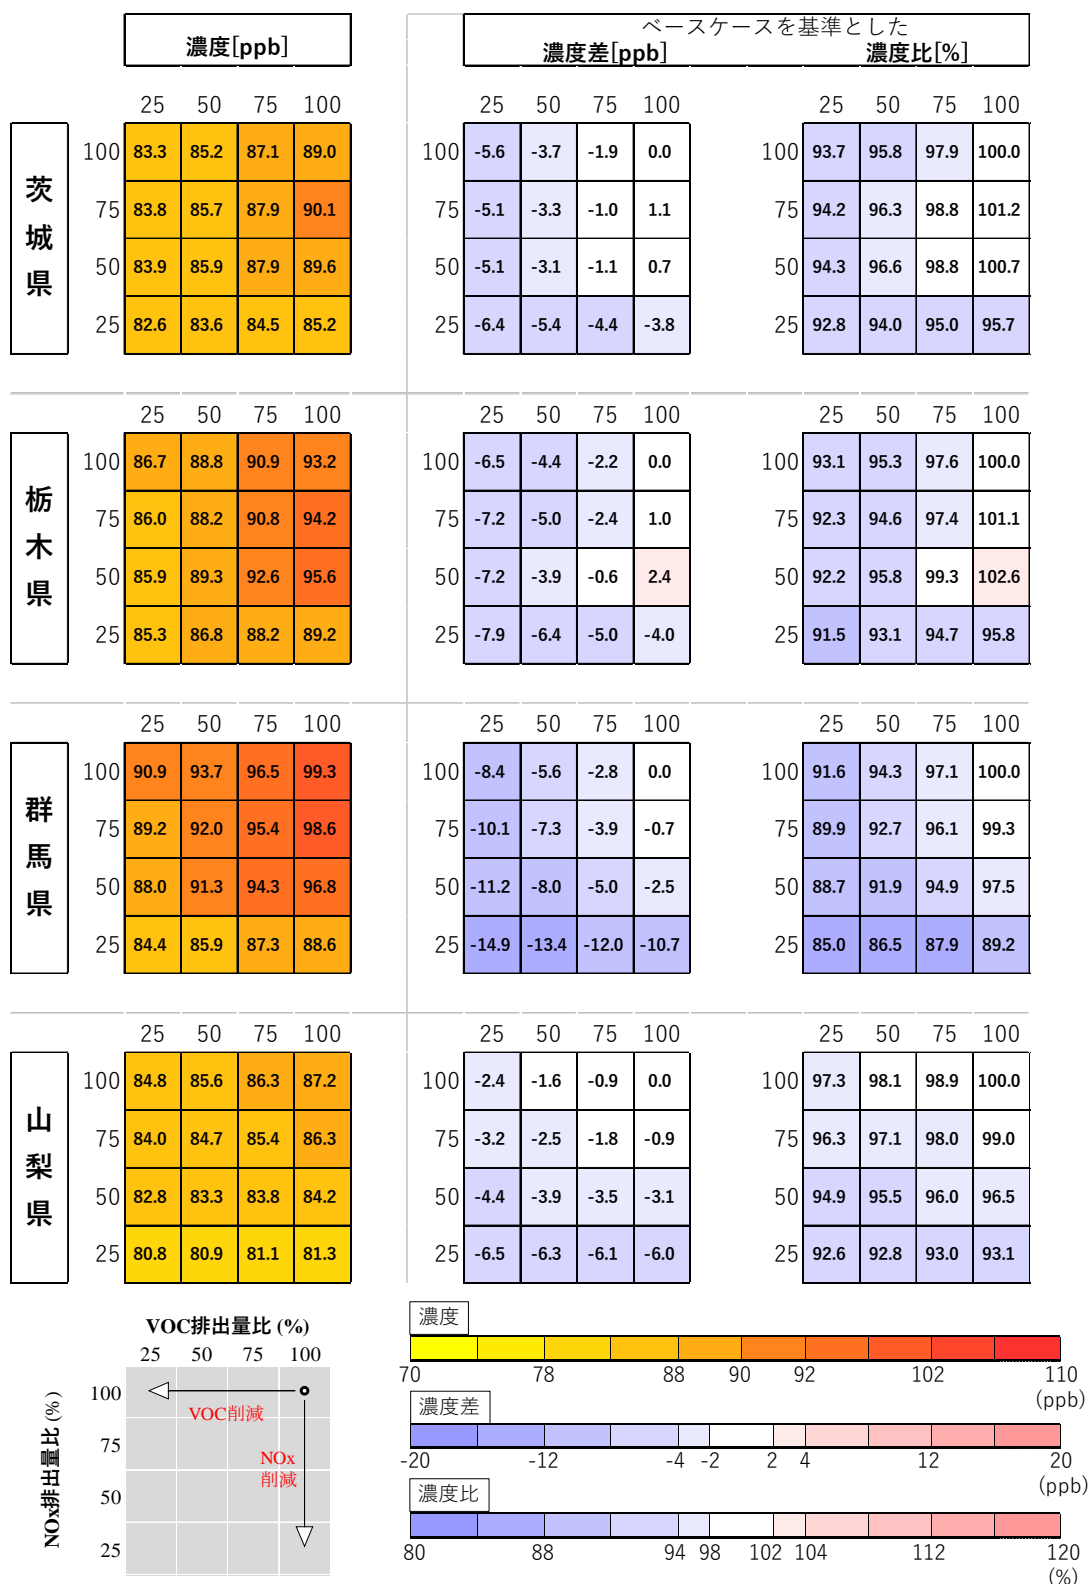 ベースケースを基準とした
濃度[ppb] 濃度差[ppb] 濃度比[%]
茨城県
25 50 75 100 25 50 75 100 25 50 75 100
100 83.3 85.2 87.1 89.0 100 -5.6 -3.7 -1.9 0.0 100 93.7 95.8 97.9 100.0
75 83.8 85.7 87.9 90.1 75 -5.1 -3.3 -1.0 1.1 75 94.2 96.3 98.8 101.2
50 83.9 85.9 87.9 89.6 50 -5.1 -3.1 -1.1 0.7 50 94.3 96.6 98.8 100.7
25 82.6 83.6 84.5 85.2 25 -6.4 -5.4 -4.4 -3.8 25 92.8 94.0 95.0 95.7
栃木県
25 50 75 100 25 50 75 100 25 50 75 100
100 86.7 88.8 90.9 93.2 100 -6.5 -4.4 -2.2 0.0 100 93.1 95.3 97.6 100.0
75 86.0 88.2 90.8 94.2 75 -7.2 -5.0 -2.4 1.0 75 92.3 94.6 97.4 101.1
50 85.9 89.3 92.6 95.6 50 -7.2 -3.9 -0.6 2.4 50 92.2 95.8 99.3 102.6
25 85.3 86.8 88.2 89.2 25 -7.9 -6.4 -5.0 -4.0 25 91.5 93.1 94.7 95.8
群馬県
25 50 75 100 25 50 75 100 25 50 75 100
100 90.9 93.7 96.5 99.3 100 -8.4 -5.6 -2.8 0.0 100 91.6 94.3 97.1 100.0
75 89.2 92.0 95.4 98.6 75 -10.1 -7.3 -3.9 -0.7 75 89.9 92.7 96.1 99.3
50 88.0 91.3 94.3 96.8 50 -11.2 -8.0 -5.0 -2.5 50 88.7 91.9 94.9 97.5
25 84.4 85.9 87.3 88.6 25 -14.9 -13.4 -12.0 -10.7 25 85.0 86.5 87.9 89.2
山梨県
25 50 75 100 25 50 75 100 25 50 75 100
100 84.8 85.6 86.3 87.2 100 -2.4 -1.6 -0.9 0.0 100 97.3 98.1 98.9 100.0
75 84.0 84.7 85.4 86.3 75 -3.2 -2.5 -1.8 -0.9 75 96.3 97.1 98.0 99.0
50 82.8 83.3 83.8 84.2 50 -4.4 -3.9 -3.5 -3.1 50 94.9 95.5 96.0 96.5
25 80.8 80.9 81.1 81.3 25 -6.5 -6.3 -6.1 -6.0 25 92.6 92.8 93.0 93.1
VOC排出量比 (%)
25 50 75 100
NOx排出量比 (%)
100
75
50
25
VOC削減
NOx
削減
濃度
70 78 88 90 92 102 110
(ppb)
濃度差
-20 -12 -4 -2 2 4 12 20
(ppb)
濃度比
80 88 94 98 102 104 112 120
(%)